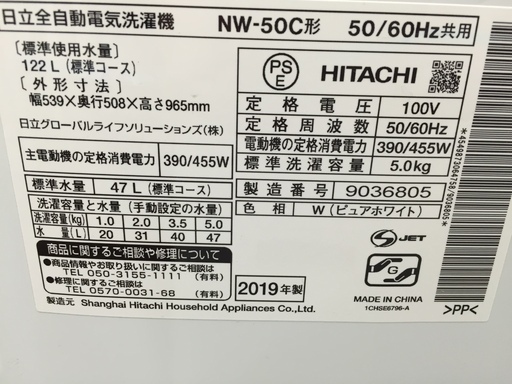 日立全自動電気洗濯機 NW-50C形 50/60Hz共用
〔標準使用水量〕
122L（標準コース）
〔外形寸法〕
幅539×奥行508×高さ965mm
日立グローバルライフソリューションズ（株）
主電動機の定格消費電力 390/455W
標準水量 47L（標準コース）
洗濯容量と水量（手動設定の水量）
洗濯容量(kg) 1.0 2.0 3.5 5.0
水量(L) 20 31 40 47
商品に関するご相談や修理について
●商品情報やお取り扱いに関するご相談
TEL 050-3155-1111（有料）
●修理に関するご相談
TEL 0570-0031-68（有料）
製造元 Shanghai Hitachi Household Appliances Co.,Ltd.
PSE HITACHI
定格電圧 100V
定格周波数 50/60Hz
電動機の定格消費電力 390/455W
標準洗濯容量 5.0kg
製造番号 9036805
色相 W（ピュアホワイト）
2019年製
S-JET
G
MADE IN CHINA
1CHSE6796-A
*4549873064758/9036805*
>PP<